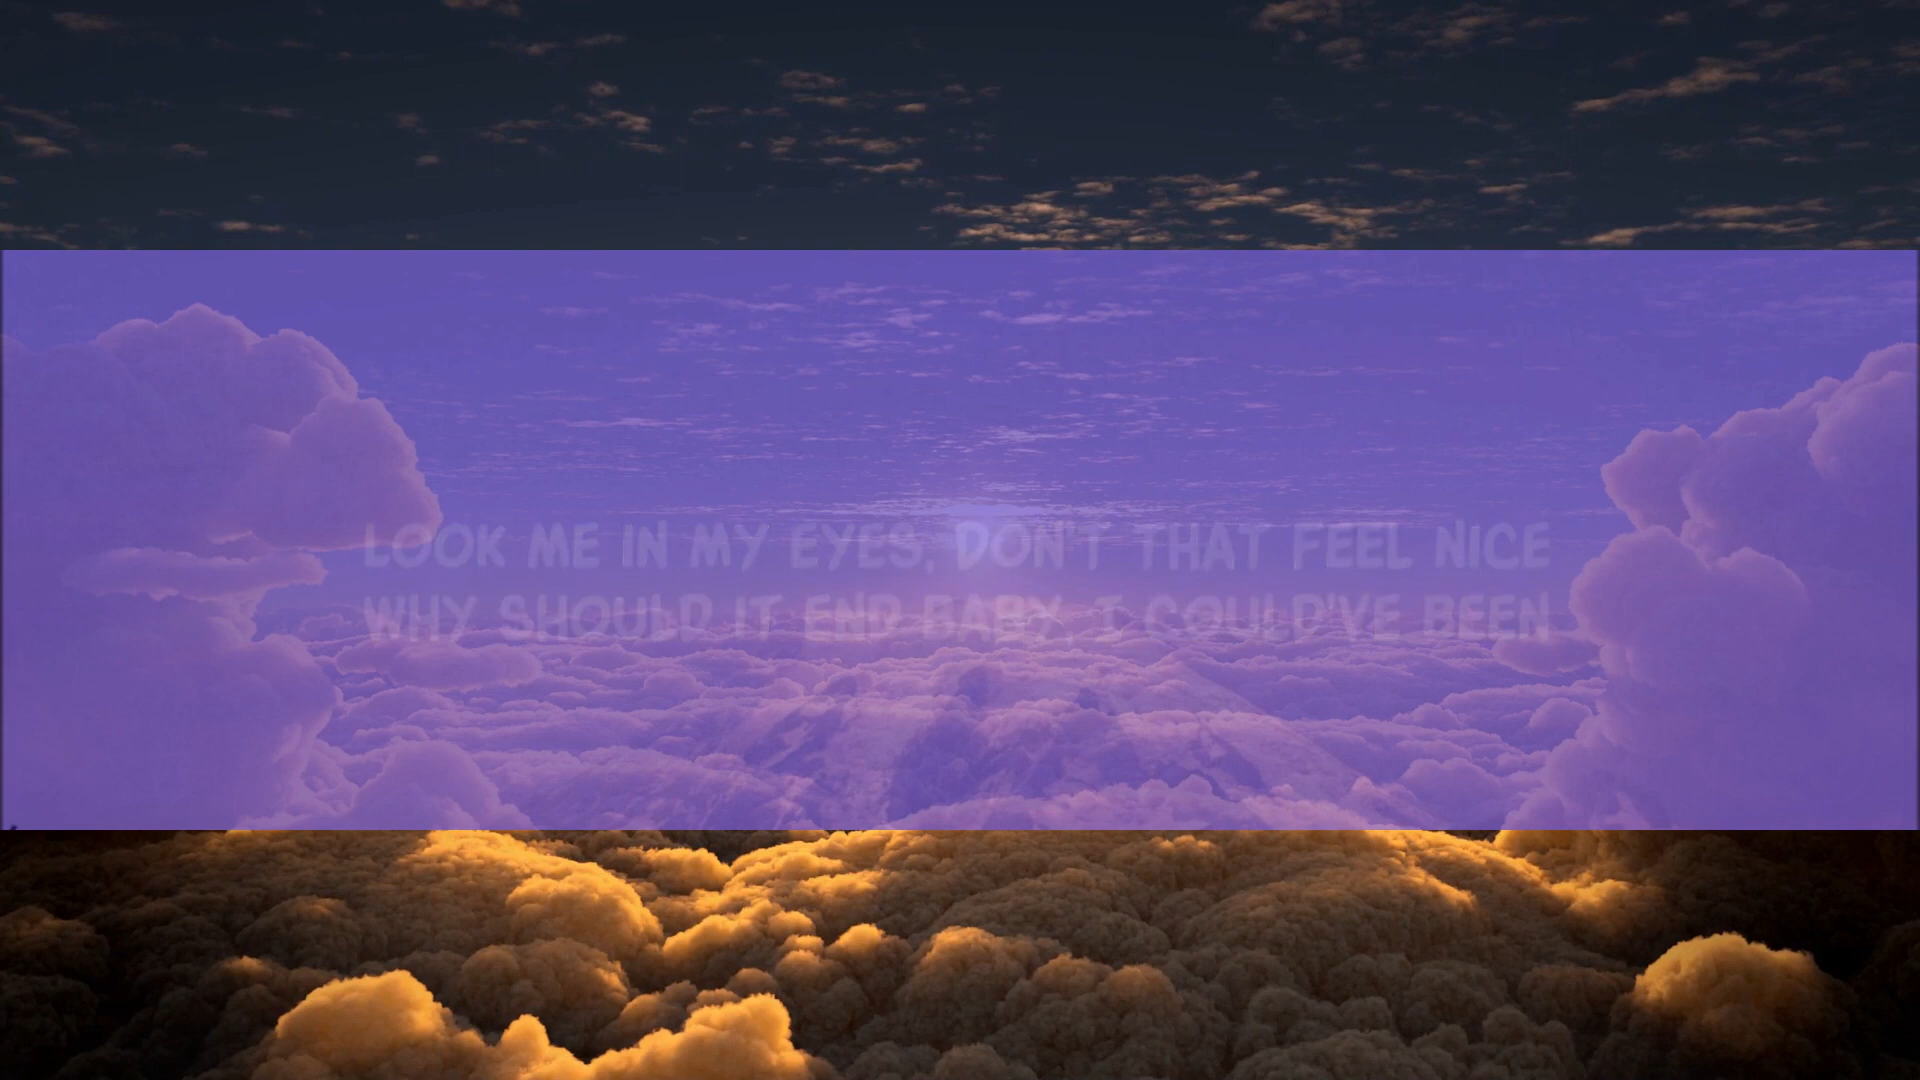 LOOK ME IN MY EYES, DON'T THAT FEEL NICE
WHY SHOULD IT END BABY, I COULD'VE BEEN